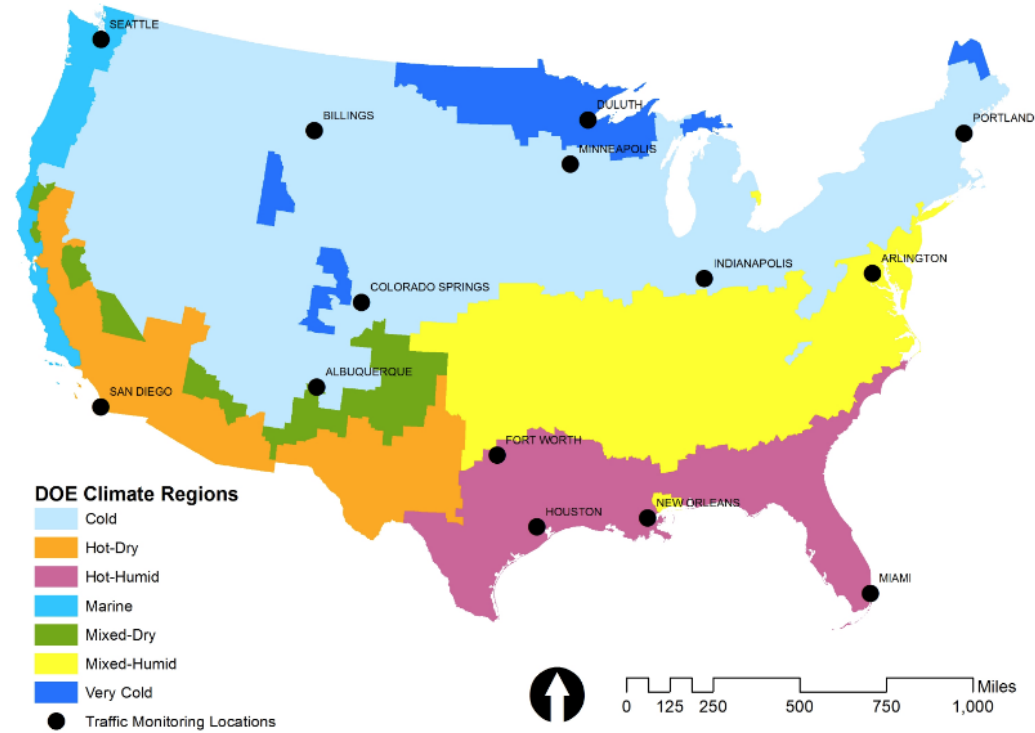 SEATTLE
BILLINGS
DULUTH
PORTLAND
MINNEAPOLIS
INDIANAPOLIS
ARLINGTON
COLORADO SPRINGS
ALBUQUERQUE
SAN DIEGO
FORT WORTH
NEW ORLEANS
HOUSTON
MIAMI
DOE Climate Regions
Cold
Hot-Dry
Hot-Humid
Marine
Mixed-Dry
Mixed-Humid
Very Cold
Traffic Monitoring Locations
Miles
0 125 250 500 750 1,000